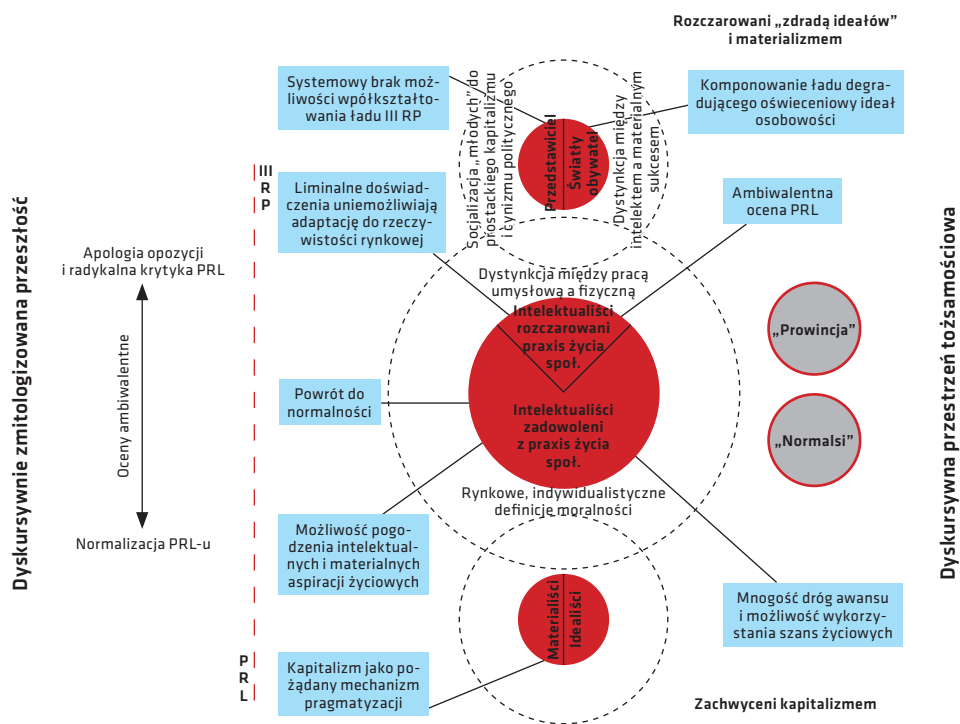 Rozczarowani „zdradą ideałów”
i materializmem
Systemowy brak moż-
liwości wpółkształto-
wania ładu III RP
Socjalizacja „młodych” do
prostackiego kapitalizmu
i cynizmu politycznego
Przedstawiciel
Światły
obywatel
Dystynkcja między
intelektem a materialnym
sukcesem
Komponowanie ładu degra-
dującego oświeceniowy ideał
osobowości
III
R
P
Liminalne doświad-
czenia uniemożliwiają
adaptację do rzeczy-
wistości rynkowej
Ambiwalentna
ocena PRL
Dyskursywnie zmitologizowana przeszłość
Apologia opozycji
i radykalna krytyka PRL
Oceny ambiwalentne
Normalizacja PRL-u
Dystynkcja między pracą
umysłową a fizyczną
Intelektualiści
rozczarowani
praxis życia
społ.
„Prowincja”
Powrót do
normalności
Intelektualiści
zadowoleni
z praxis życia
społ.
„Normalsi”
Dyskursywna przestrzeń tożsamościowa
Rynkowe, indywidualistyczne
definicje moralności
Możliwość pogo-
dzenia intelektual-
nych i materialnych
aspiracji życiowych
Materialiści
Idealiści
Mnogość dróg awansu
i możliwość wykorzy-
stania szans życiowych
P
R
L
Kapitalizm jako po-
żądany mechanizm
pragmatyzacji
Zachwyceni kapitalizmem